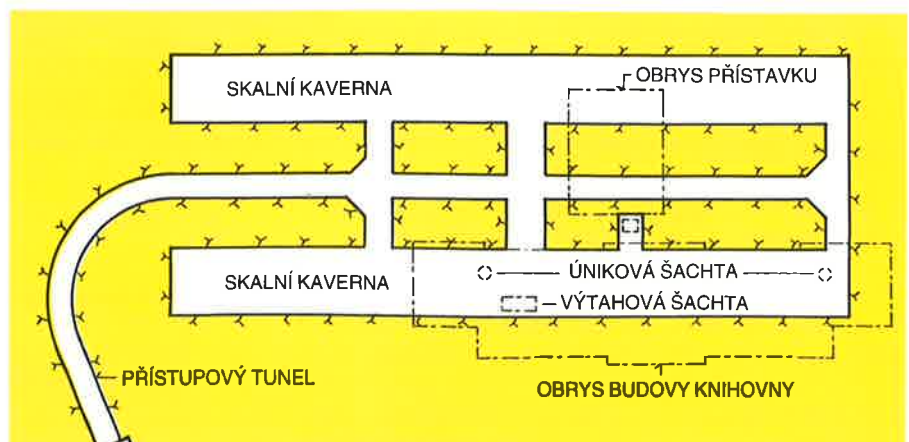 SKALNÍ KAVERNA
OBRYS PŘÍSTAVKU
SKALNÍ KAVERNA
ÚNIKOVÁ ŠACHTA
VÝTAHOVÁ ŠACHTA
PŘÍSTUPOVÝ TUNEL
OBRYS BUDOVY KNIHOVNY